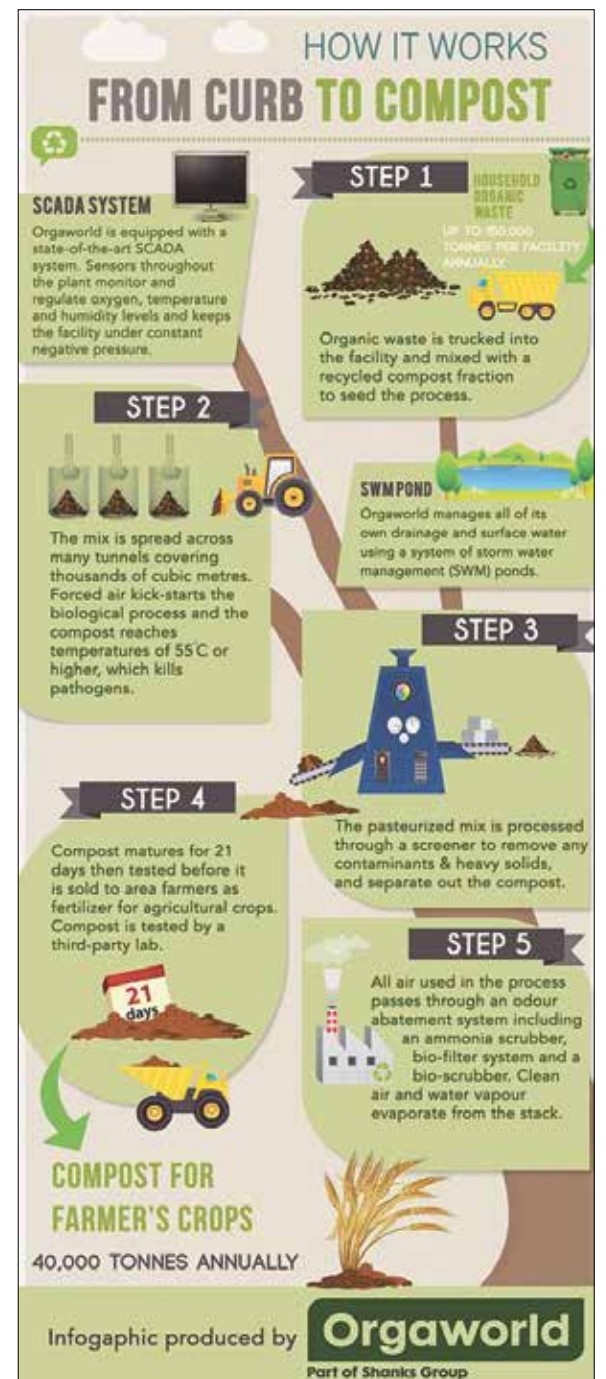 HOW IT WORKS
FROM CURB TO COMPOST
SCADA SYSTEM
Orgaworld is equipped with a
state-of-the-art SCADA
system. Sensors throughout
the plant monitor and
regulate oxygen, temperature
and humidity levels and keeps
the facility under constant
negative pressure.
STEP 1
HOUSEHOLD
ORGANIC
WASTE
UP TO 150,000
TONNES PER FACILITY
ANNUALLY
Organic waste is trucked into
the facility and mixed with a
recycled compost fraction
to seed the process.
STEP 2
The mix is spread across
many tunnels covering
thousands of cubic metres.
Forced air kick-starts the
biological process and the
compost reaches
temperatures of 55°C or
higher, which kills
pathogens.
SWM POND
Orgaworld manages all of its
own drainage and surface water
using a system of storm water
management (SWM) ponds.
STEP 3
The pasteurized mix is processed
through a screener to remove any
contaminants & heavy solids,
and separate out the compost.
STEP 4
Compost matures for 21
days then tested before it
is sold to area farmers as
fertilizer for agricultural crops.
Compost is tested by a
third-party lab.
21
days
STEP 5
All air used in the process
passes through an odour
abatement system including
an ammonia scrubber,
bio-filter system and a
bio-scrubber. Clean
air and water vapour
evaporate from the stack.
COMPOST FOR
FARMER'S CROPS
40,000 TONNES ANNUALLY
Infogaphic produced by
Orgaworld
Part of Shanks Group